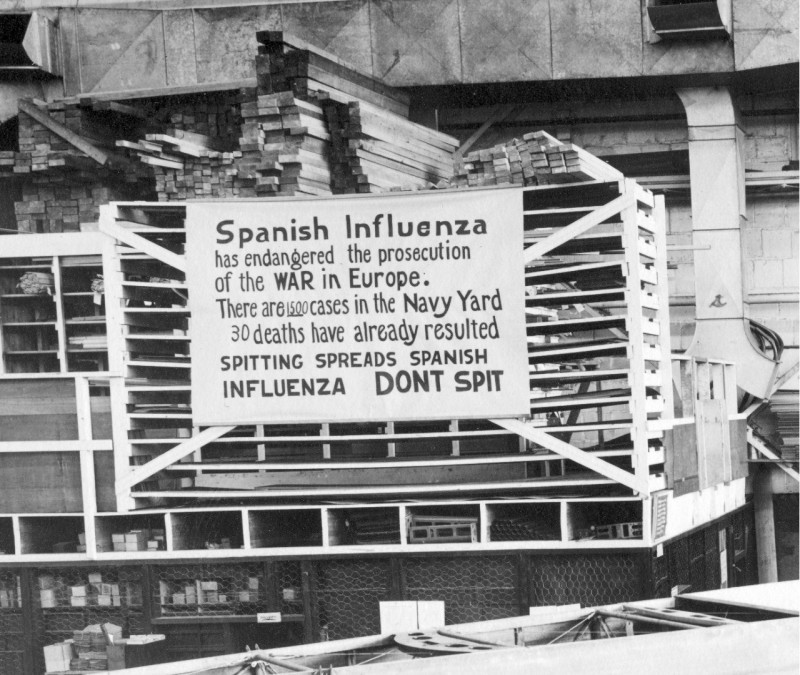 Spanish Influenza
has endangered the prosecution
of the WAR in Europe.
There are 1500 cases in the Navy Yard
30 deaths have already resulted
SPITTING SPREADS SPANISH
INFLUENZA DONT SPIT